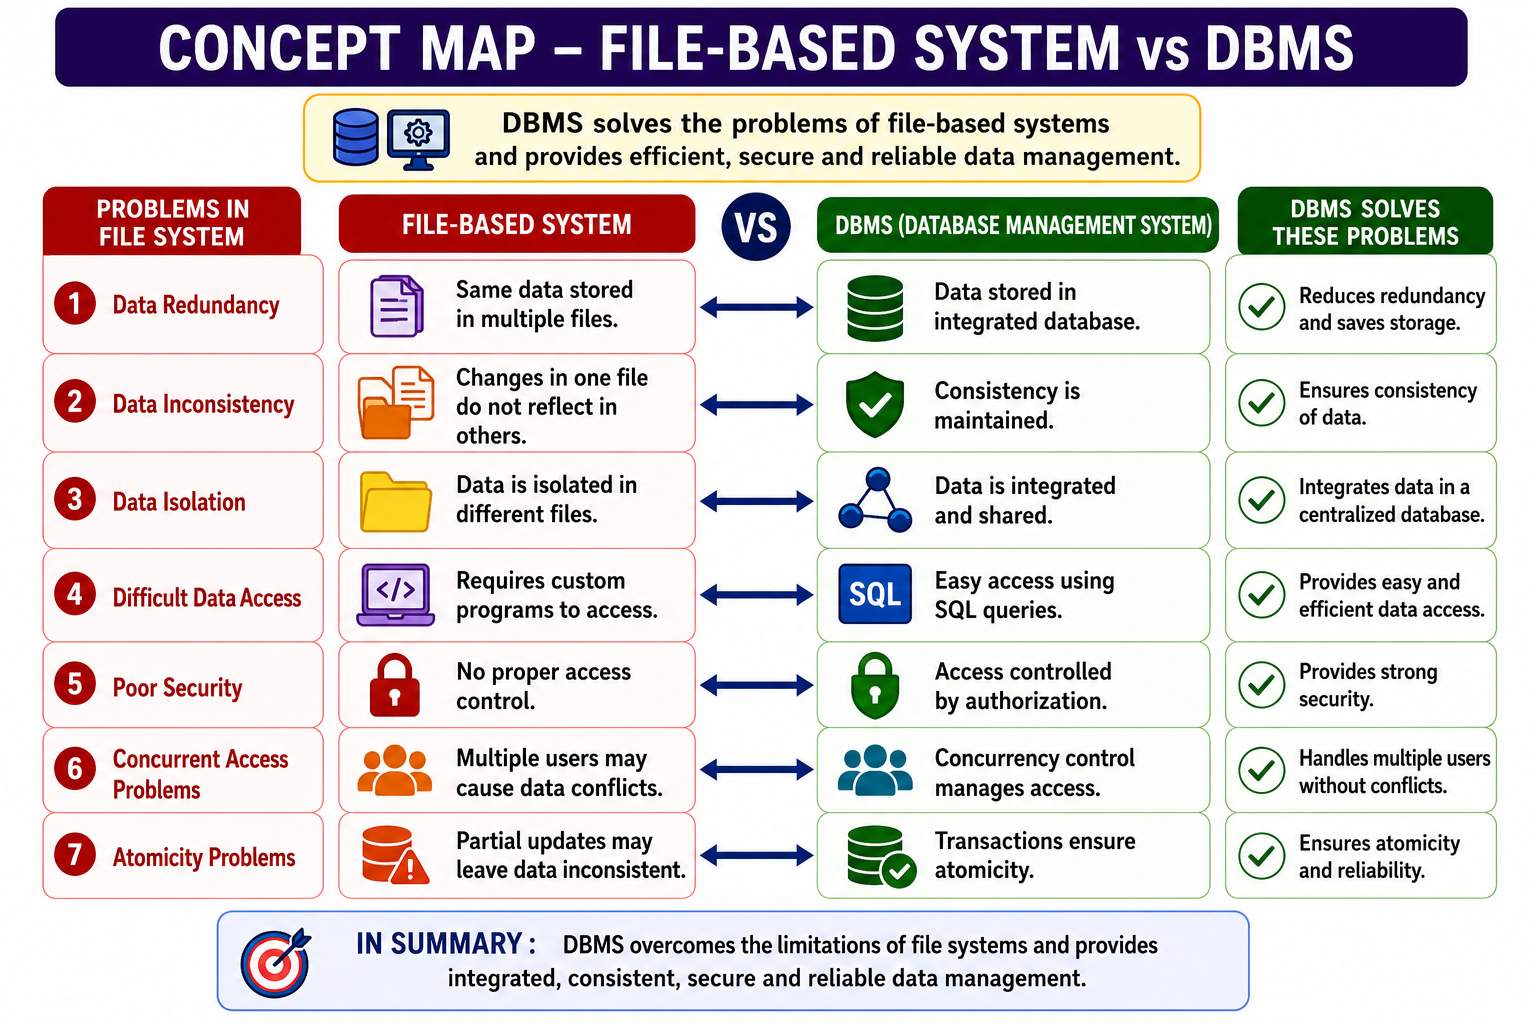 CONCEPT MAP – FILE-BASED SYSTEM vs DBMS
DBMS solves the problems of file-based systems
and provides efficient, secure and reliable data management.
PROBLEMS IN
FILE SYSTEM
FILE-BASED SYSTEM
VS
DBMS (DATABASE MANAGEMENT SYSTEM)
DBMS SOLVES
THESE PROBLEMS
1
Data Redundancy
Same data stored
in multiple files.
Data stored in
integrated database.
Reduces redundancy
and saves storage.
2
Data Inconsistency
Changes in one file
do not reflect in
others.
Consistency is
maintained.
Ensures consistency
of data.
3
Data Isolation
Data is isolated in
different files.
Data is integrated
and shared.
Integrates data in a
centralized database.
4
Difficult Data Access
</>
Requires custom
programs to access.
SQL
Easy access using
SQL queries.
Provides easy and
efficient data access.
5
Poor Security
No proper access
control.
Access controlled
by authorization.
Provides strong
security.
6
Concurrent Access
Problems
Multiple users may
cause data conflicts.
Concurrency control
manages access.
Handles multiple users
without conflicts.
7
Atomicity Problems
Partial updates may
leave data inconsistent.
Transactions ensure
atomicity.
Ensures atomicity
and reliability.
IN SUMMARY : DBMS overcomes the limitations of file systems and provides
integrated, consistent, secure and reliable data management.